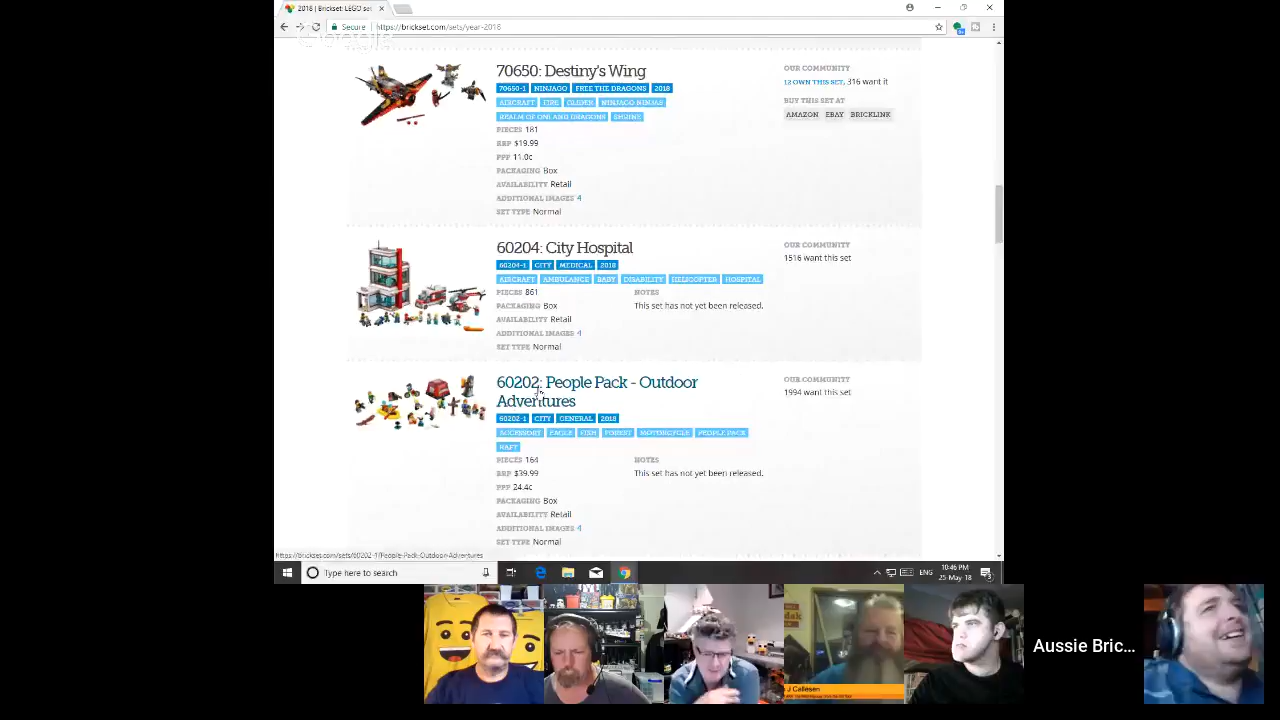 2018 | Brickset: LEGO se
Secure https://brickset.com/sets/year-2018
70650: Destiny's Wing
70650-1 NINJAGO FREE THE DRAGONS 2018
AIRCRAFT FIRE GLIDER NINJAGO NINJAS
REALM OF ONI AND DRAGONS SHRINE
PIECES 181
RRP $19.99
PPP 11.0c
PACKAGING Box
AVAILABILITY Retail
ADDITIONAL IMAGES 4
SET TYPE Normal
OUR COMMUNITY
12 OWN THIS SET, 316 want it
BUY THIS SET AT
AMAZON EBAY BRICKLINK
60204: City Hospital
60204-1 CITY MEDICAL 2018
AIRCRAFT AMBULANCE BABY DISABILITY HELICOPTER HOSPITAL
PIECES 861
PACKAGING Box
AVAILABILITY Retail
ADDITIONAL IMAGES 4
SET TYPE Normal
NOTES
This set has not yet been released.
OUR COMMUNITY
1516 want this set
60202: People Pack - Outdoor
Adventures
60202-1 CITY GENERAL 2018
ACCESSORY EMILE FISH FOREST MOTORCYCLE PEOPLE PACK
RAFT
PIECES 164
RRP $39.99
PPP 24.4c
PACKAGING Box
AVAILABILITY Retail
ADDITIONAL IMAGES 4
SET TYPE Normal
NOTES
This set has not yet been released.
OUR COMMUNITY
1994 want this set
https://brickset.com/sets/60202-1/People-Pack-Outdoor-Adventures
Type here to search
ENG
10:46 PM
25 May 18
J Callesen
Aussie Bric...